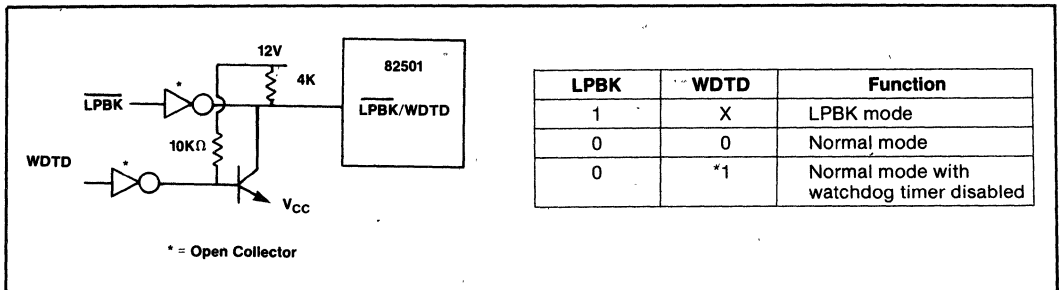 12V
4K
82501
*
LPBK
LPBK/WDTD
10KΩ
WDTD
*
VCC
* = Open Collector
LPBK WDTD Function
1 X LPBK mode
0 0 Normal mode
0 *1 Normal mode with
watchdog timer disabled